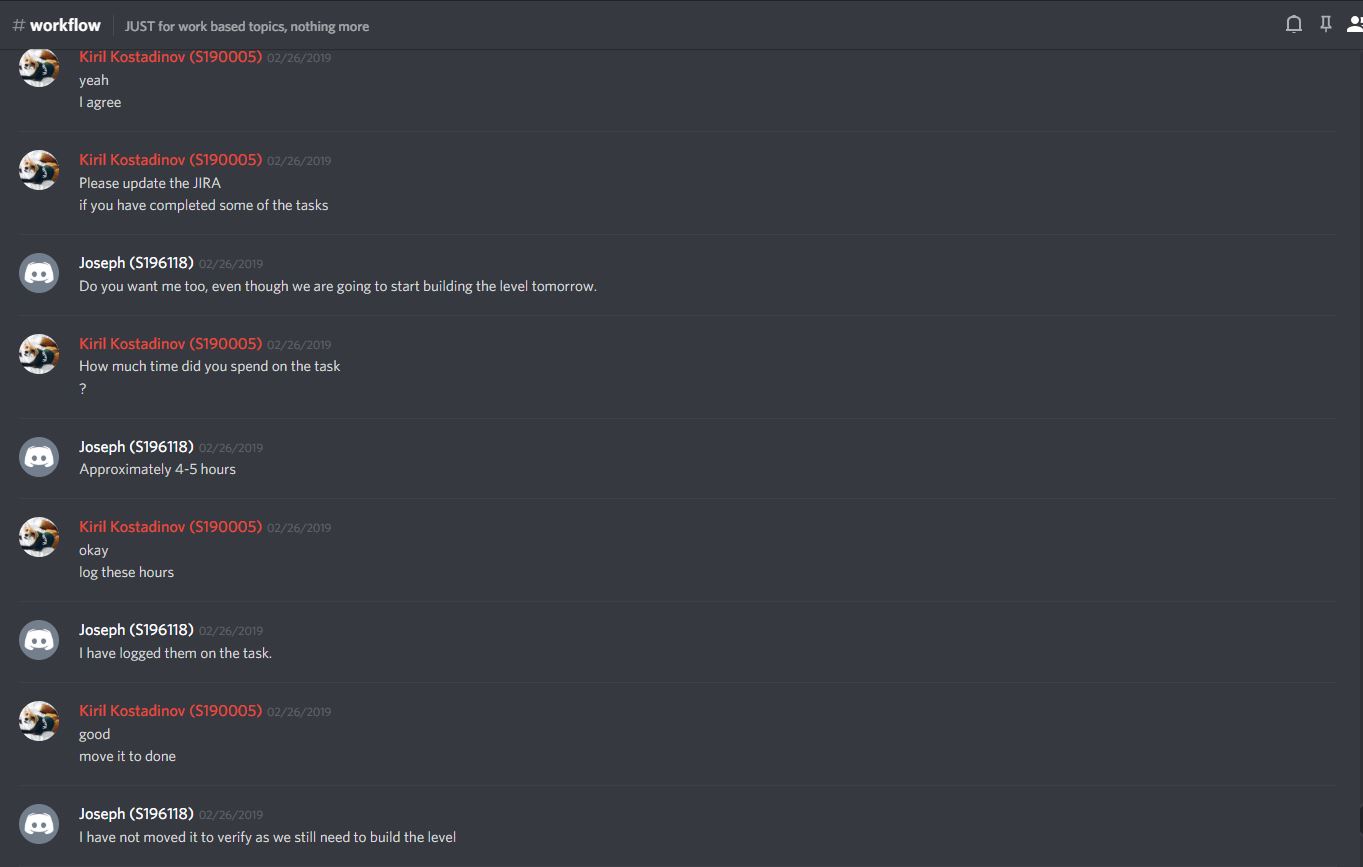 # workflow JUST for work based topics, nothing more
Kiril Kostadinov (S190005) 02/26/2019
yeah
I agree
Kiril Kostadinov (S190005) 02/26/2019
Please update the JIRA
if you have completed some of the tasks
Joseph (S196118) 02/26/2019
Do you want me too, even though we are going to start building the level tomorrow.
Kiril Kostadinov (S190005) 02/26/2019
How much time did you spend on the task
?
Joseph (S196118) 02/26/2019
Approximately 4-5 hours
Kiril Kostadinov (S190005) 02/26/2019
okay
log these hours
Joseph (S196118) 02/26/2019
I have logged them on the task.
Kiril Kostadinov (S190005) 02/26/2019
good
move it to done
Joseph (S196118) 02/26/2019
I have not moved it to verify as we still need to build the level